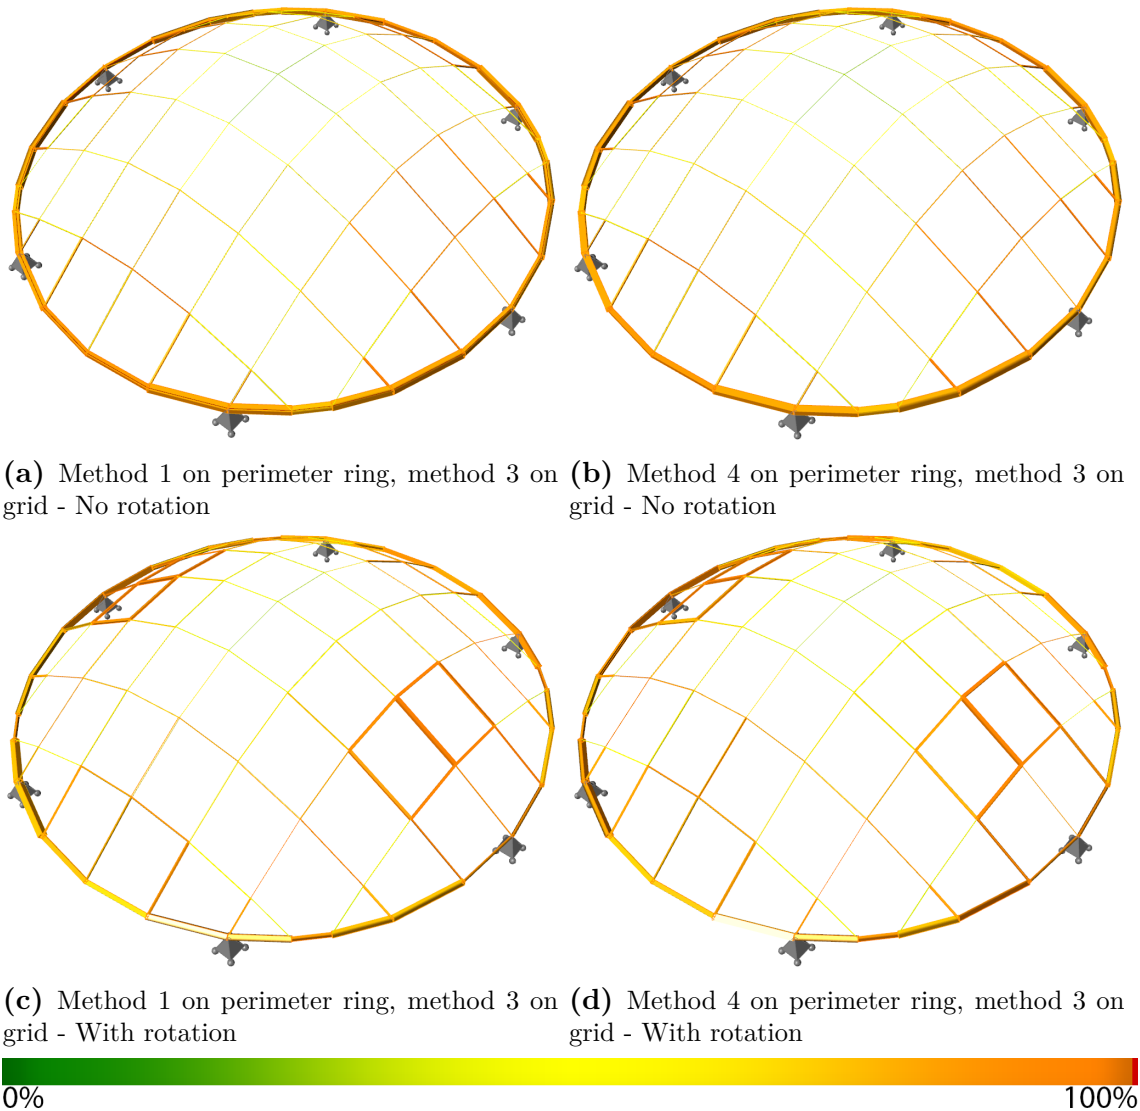 (a) Method 1 on perimeter ring, method 3 on
grid - No rotation
(b) Method 4 on perimeter ring, method 3 on
grid - No rotation
(c) Method 1 on perimeter ring, method 3 on
grid - With rotation
(d) Method 4 on perimeter ring, method 3 on
grid - With rotation
0%
100%